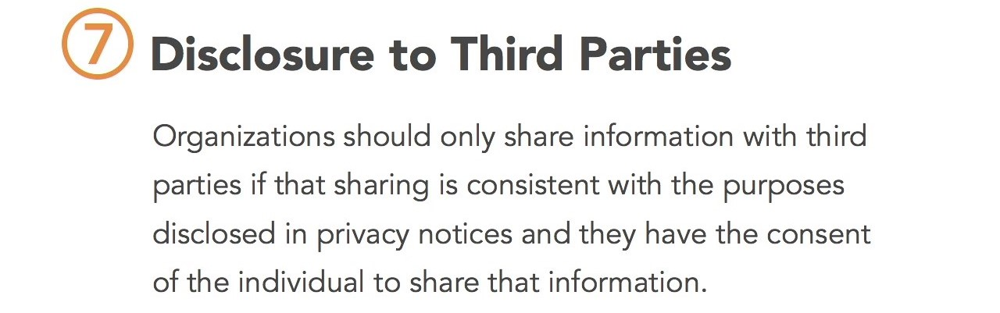 7 Disclosure to Third Parties
Organizations should only share information with third
parties if that sharing is consistent with the purposes
disclosed in privacy notices and they have the consent
of the individual to share that information.